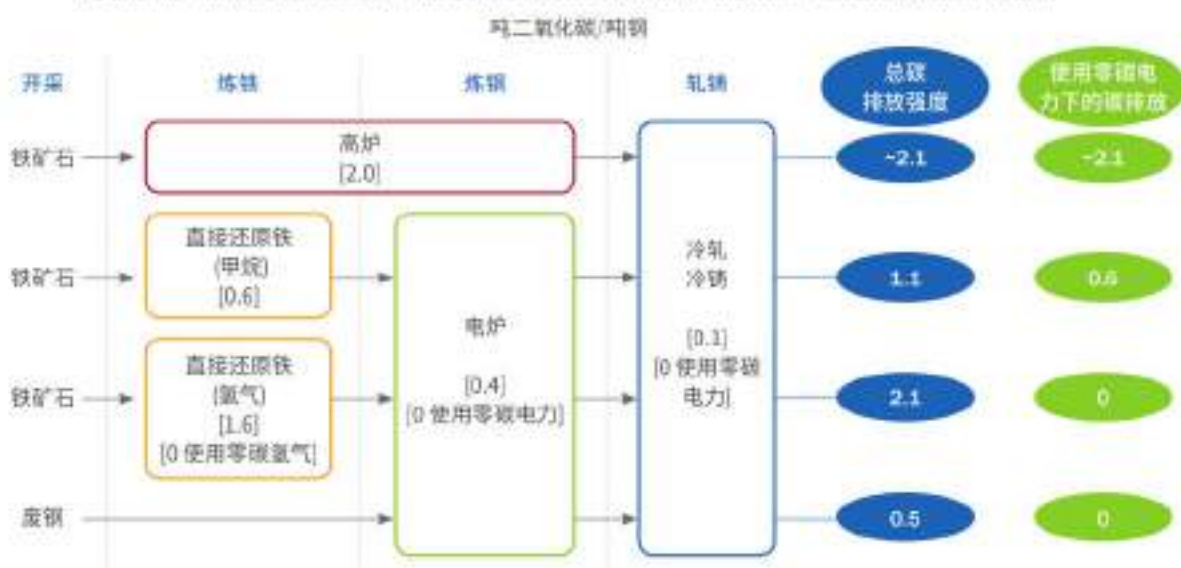 吨二氧化碳/吨钢
开采
炼铁
炼钢
轧铸
总碳
排放强度
使用零碳电
力下的碳排放
铁矿石
高炉
[2.0]
~2.1
~2.1
铁矿石
直接还原铁
(甲烷)
[0.6]
冷轧
冷铸
1.1
0.6
电炉
[0.4]
[0 使用零碳电力]
[0.1]
[0 使用零碳
电力]
铁矿石
直接还原铁
(氢气)
[1.6]
[0 使用零碳氢气]
2.1
0
废钢
0.5
0